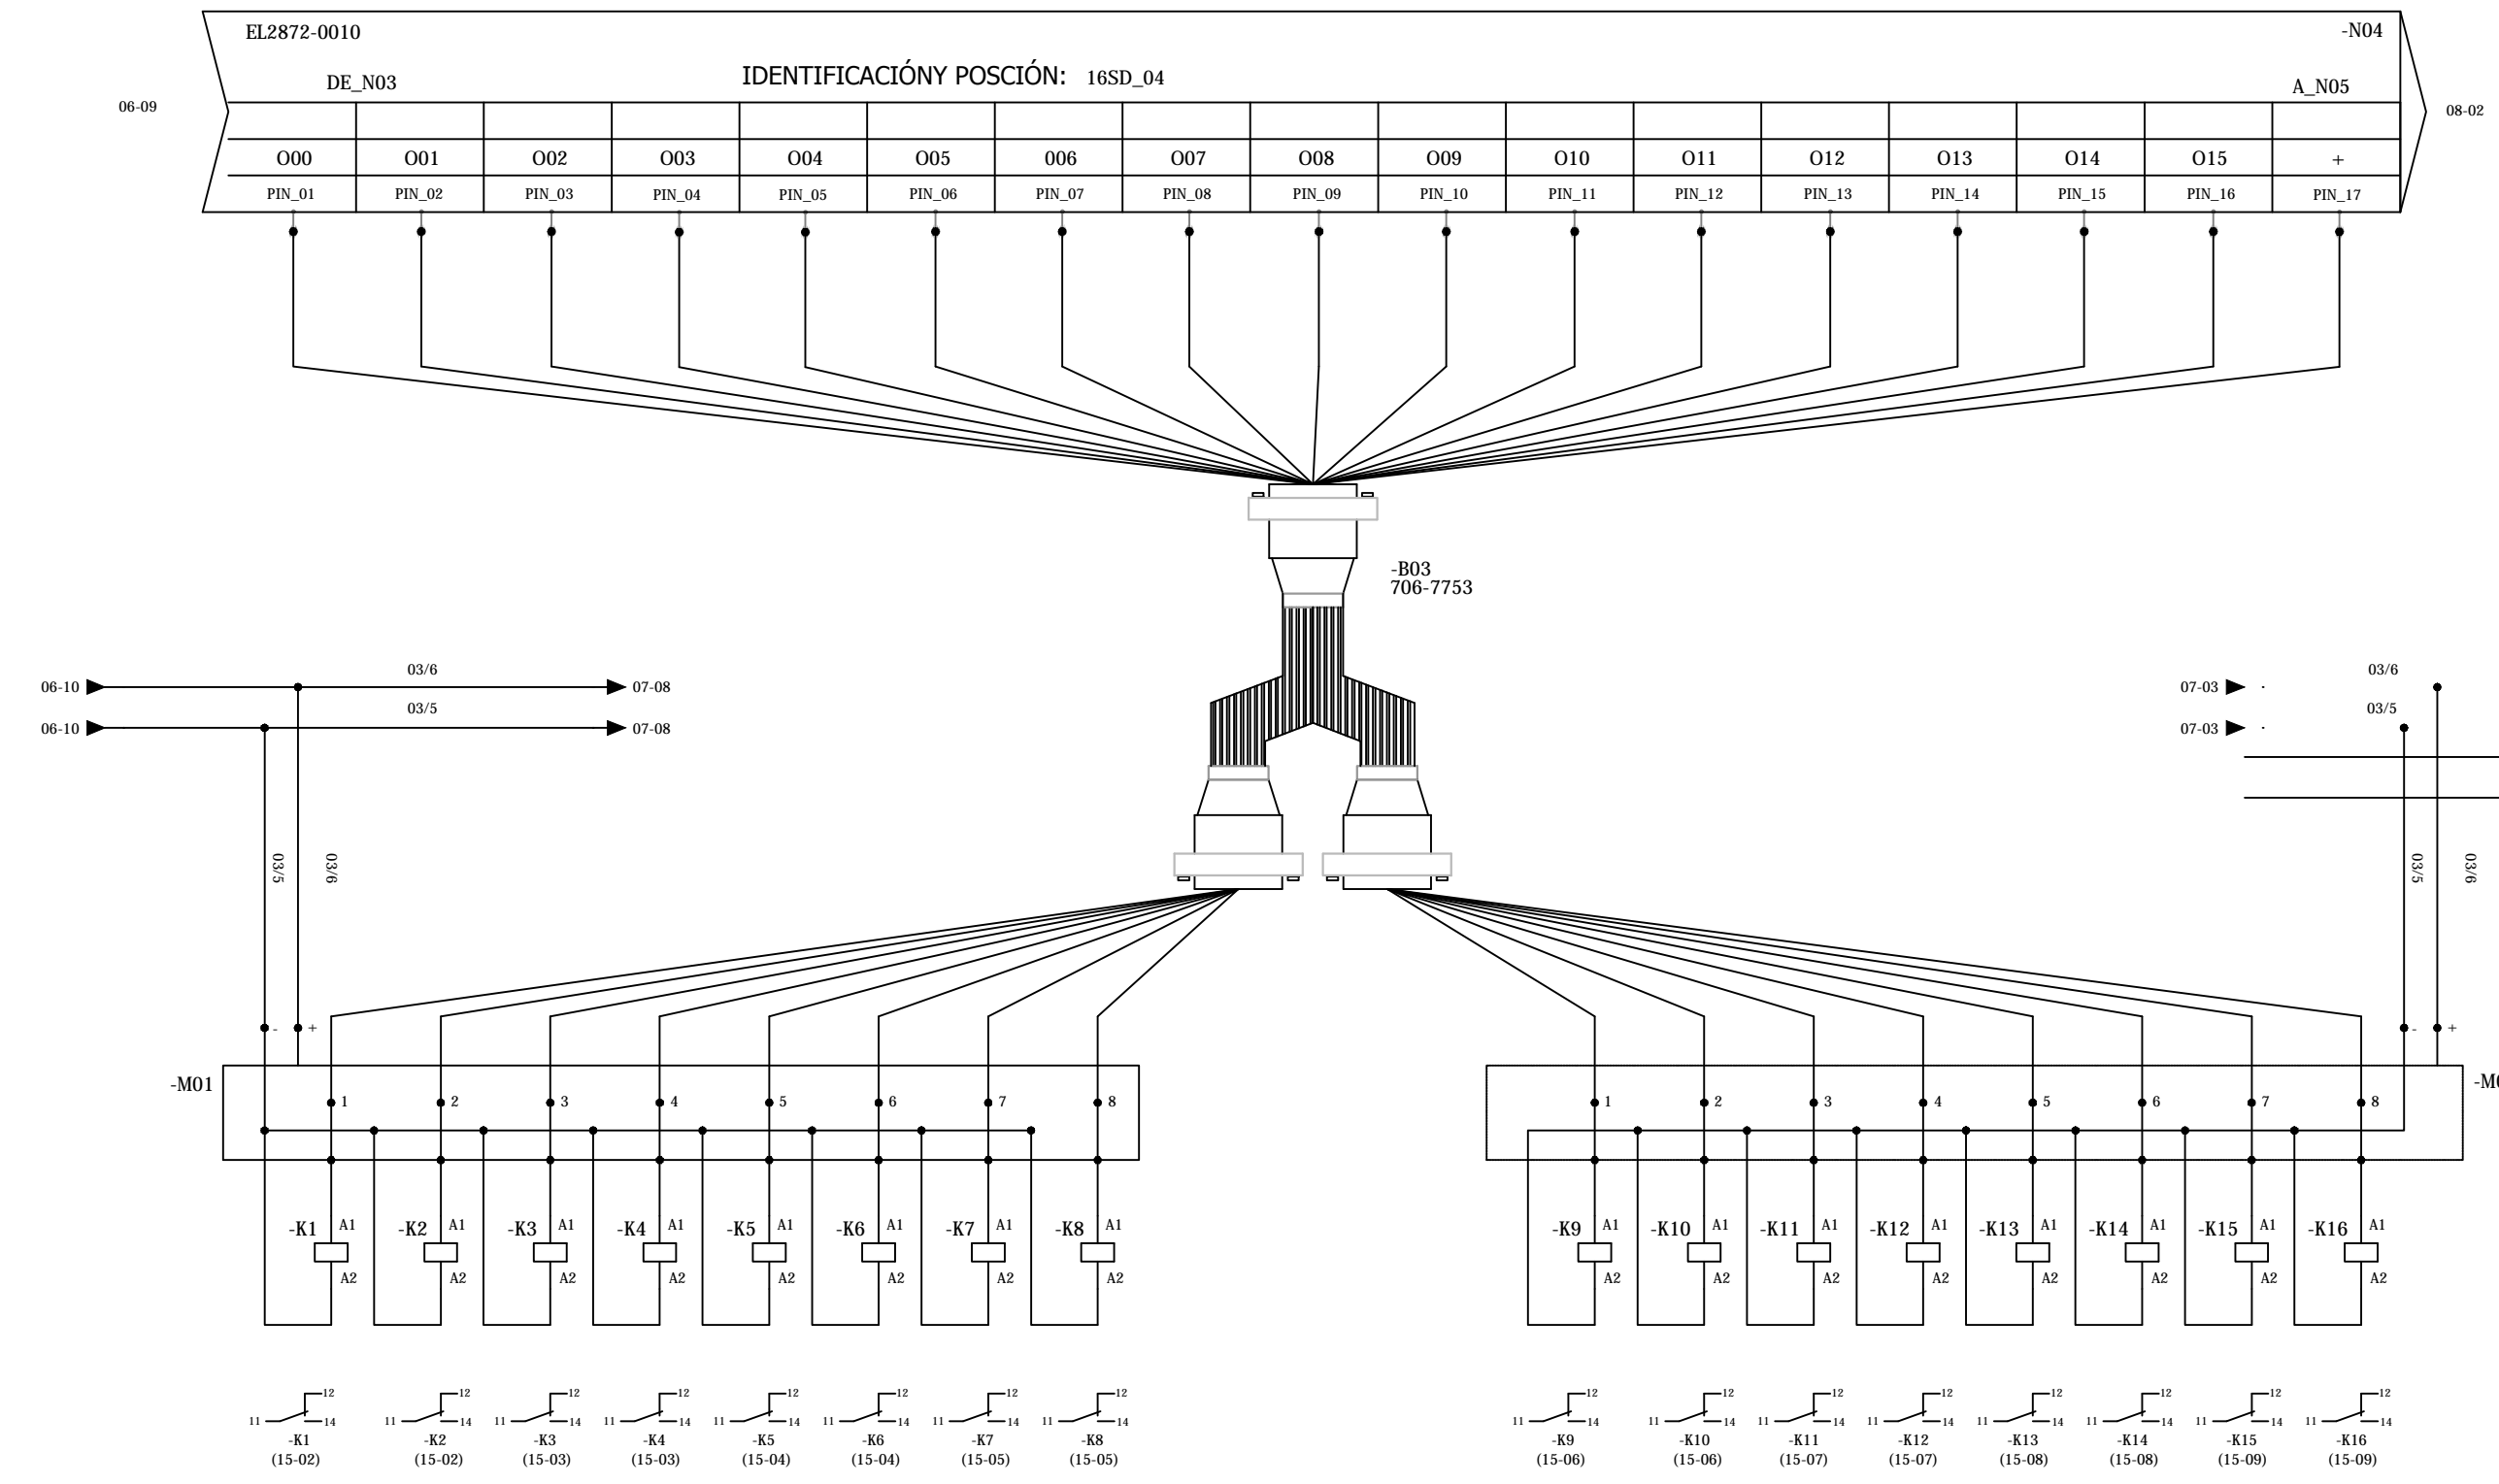 EL2872-0010 -N04
DE_N03 IDENTIFICACIÓNY POSCIÓN: 16SD_04 A_N05
06-09 08-02
O00 O01 O02 O03 O04 O05 006 O07 O08 O09 O10 O11 O12 O13 O14 O15 +
PIN_01 PIN_02 PIN_03 PIN_04 PIN_05 PIN_06 PIN_07 PIN_08 PIN_09 PIN_10 PIN_11 PIN_12 PIN_13 PIN_14 PIN_15 PIN_16 PIN_17
-B03
706-7753
03/6 03/6
06-10 07-08 07-03
03/5 03/5
06-10 07-08 07-03
03/5 03/6 03/5 03/6
- + - +
-M01
1 2 3 4 5 6 7 8 1 2 3 4 5 6 7 8
-K1 A1 -K2 A1 -K3 A1 -K4 A1 -K5 A1 -K6 A1 -K7 A1 -K8 A1 -K9 A1 -K10 A1 -K11 A1 -K12 A1 -K13 A1 -K14 A1 -K15 A1 -K16 A1
A2 A2 A2 A2 A2 A2 A2 A2 A2 A2 A2 A2 A2 A2 A2 A2
12 12 12 12 12 12 12 12 12 12 12 12 12 12 12 12
11 14 11 14 11 14 11 14 11 14 11 14 11 14 11 14 11 14 11 14 11 14 11 14 11 14 11 14 11 14 11 14
-K1 -K2 -K3 -K4 -K5 -K6 -K7 -K8 -K9 -K10 -K11 -K12 -K13 -K14 -K15 -K16
(15-02) (15-02) (15-03) (15-03) (15-04) (15-04) (15-05) (15-05) (15-06) (15-06) (15-07) (15-07) (15-08) (15-08) (15-09) (15-09)